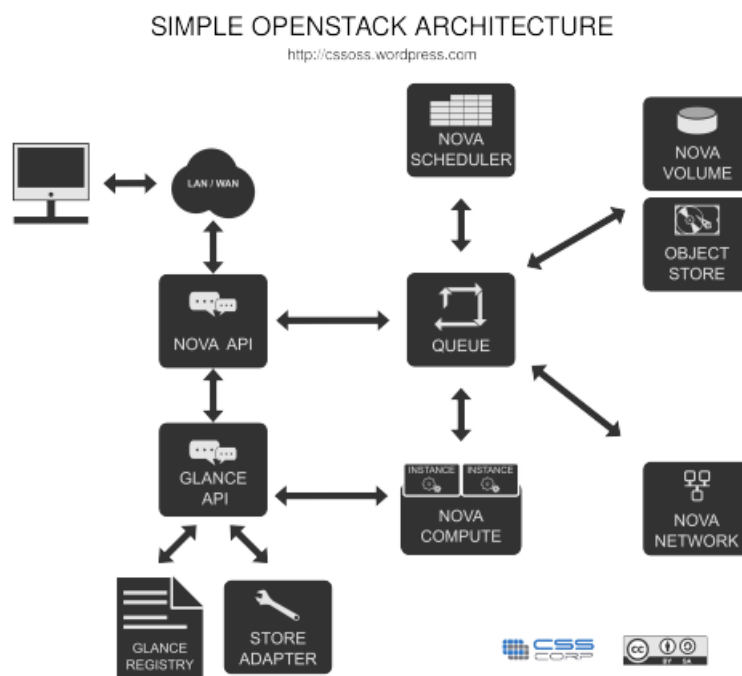 SIMPLE OPENSTACK ARCHITECTURE
http://cssoss.wordpress.com
NOVA
SCHEDULER
NOVA
VOLUME
LAN / WAN
OBJECT
STORE
NOVA API
QUEUE
GLANCE
API
INSTANCE INSTANCE
NOVA
COMPUTE
NOVA
NETWORK
GLANCE
REGISTRY
STORE
ADAPTER
CSS
CORP
cc
BY SA